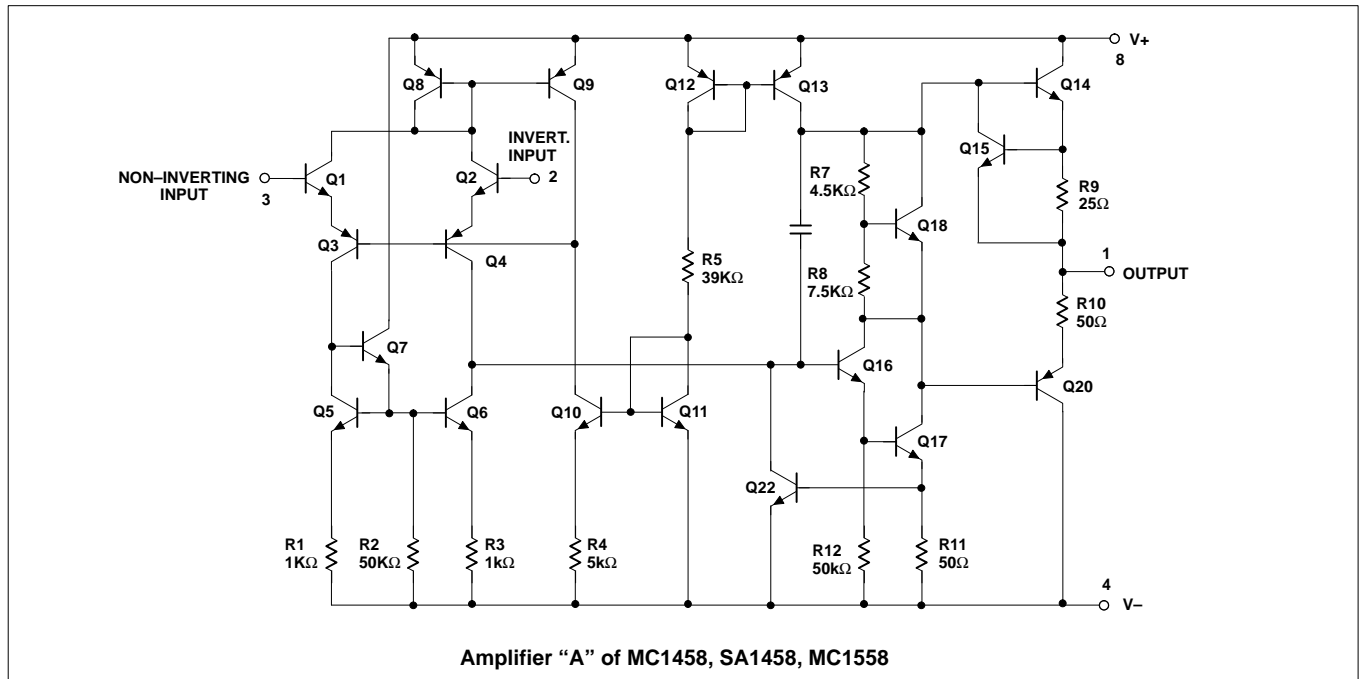 V+
8
Q8
Q9
Q12
Q13
Q14
INVERT.
INPUT
2
Q15
NON–INVERTING
INPUT
3
Q1
Q2
R7
4.5KΩ
R9
25Ω
Q18
Q3
Q4
R5
39KΩ
R8
7.5KΩ
1
OUTPUT
R10
50Ω
Q7
Q16
Q20
Q5
Q6
Q10
Q11
Q17
Q22
R1
1KΩ
R2
50KΩ
R3
1kΩ
R4
5kΩ
R12
50kΩ
R11
50Ω
4
V–
Amplifier “A” of MC1458, SA1458, MC1558